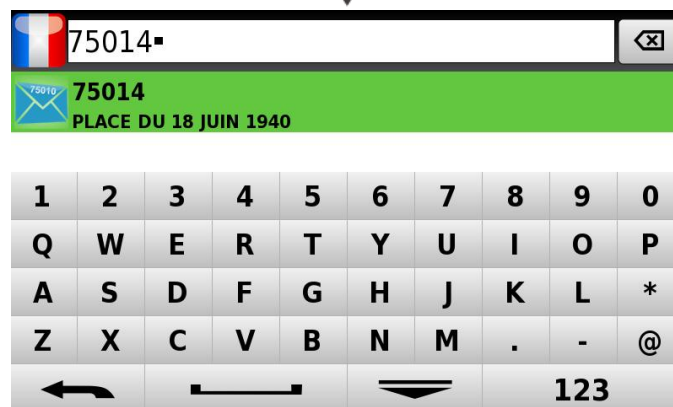 75014
75010
75014
PLACE DU 18 JUIN 1940
1 2 3 4 5 6 7 8 9 0
Q W E R T Y U I O P
A S D F G H J K L *
Z X C V B N M . - @
123